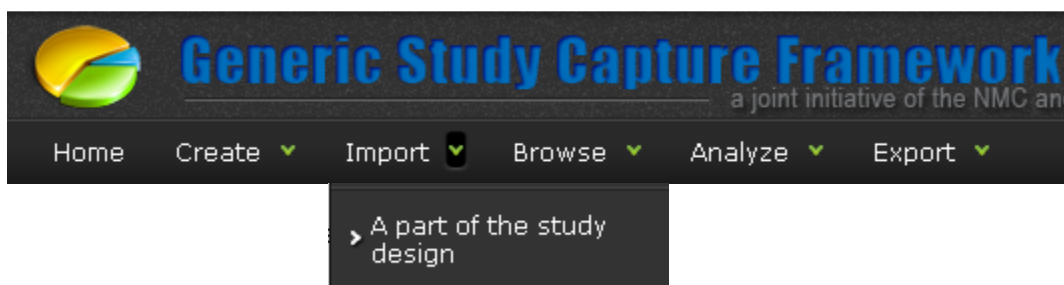 Generic Study Capture Framework
a joint initiative of the NMC an
Home Create Import Browse Analyze Export
A part of the study
design